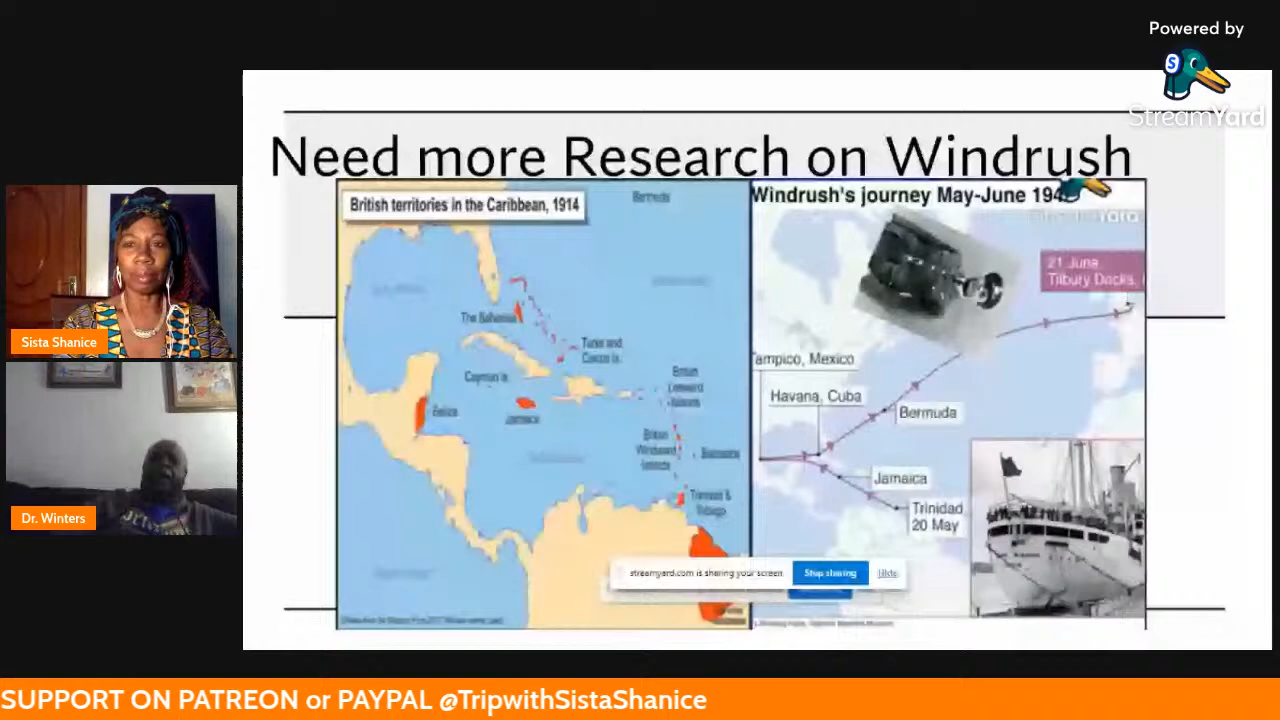 Powered by
StreamYard
Need more Research on Windrush
British territories in the Caribbean, 1914
Bermuda
The Bahamas
Turks and
Caicos Is.
Cayman Is.
Jamaica
Belize
British
Leeward
Islands
British
Windward
Islands
Barbados
Trinidad &
Tobago
Windrush's journey May-June 194
21 June
Tilbury Docks,
ampico, Mexico
Havana, Cuba
Bermuda
Jamaica
Trinidad
20 May
streamyard.com is sharing your screen.
Stop sharing
Hide
Sista Shanice
Dr. Winters
SUPPORT ON PATREON or PAYPAL @TripwithSistaShanice